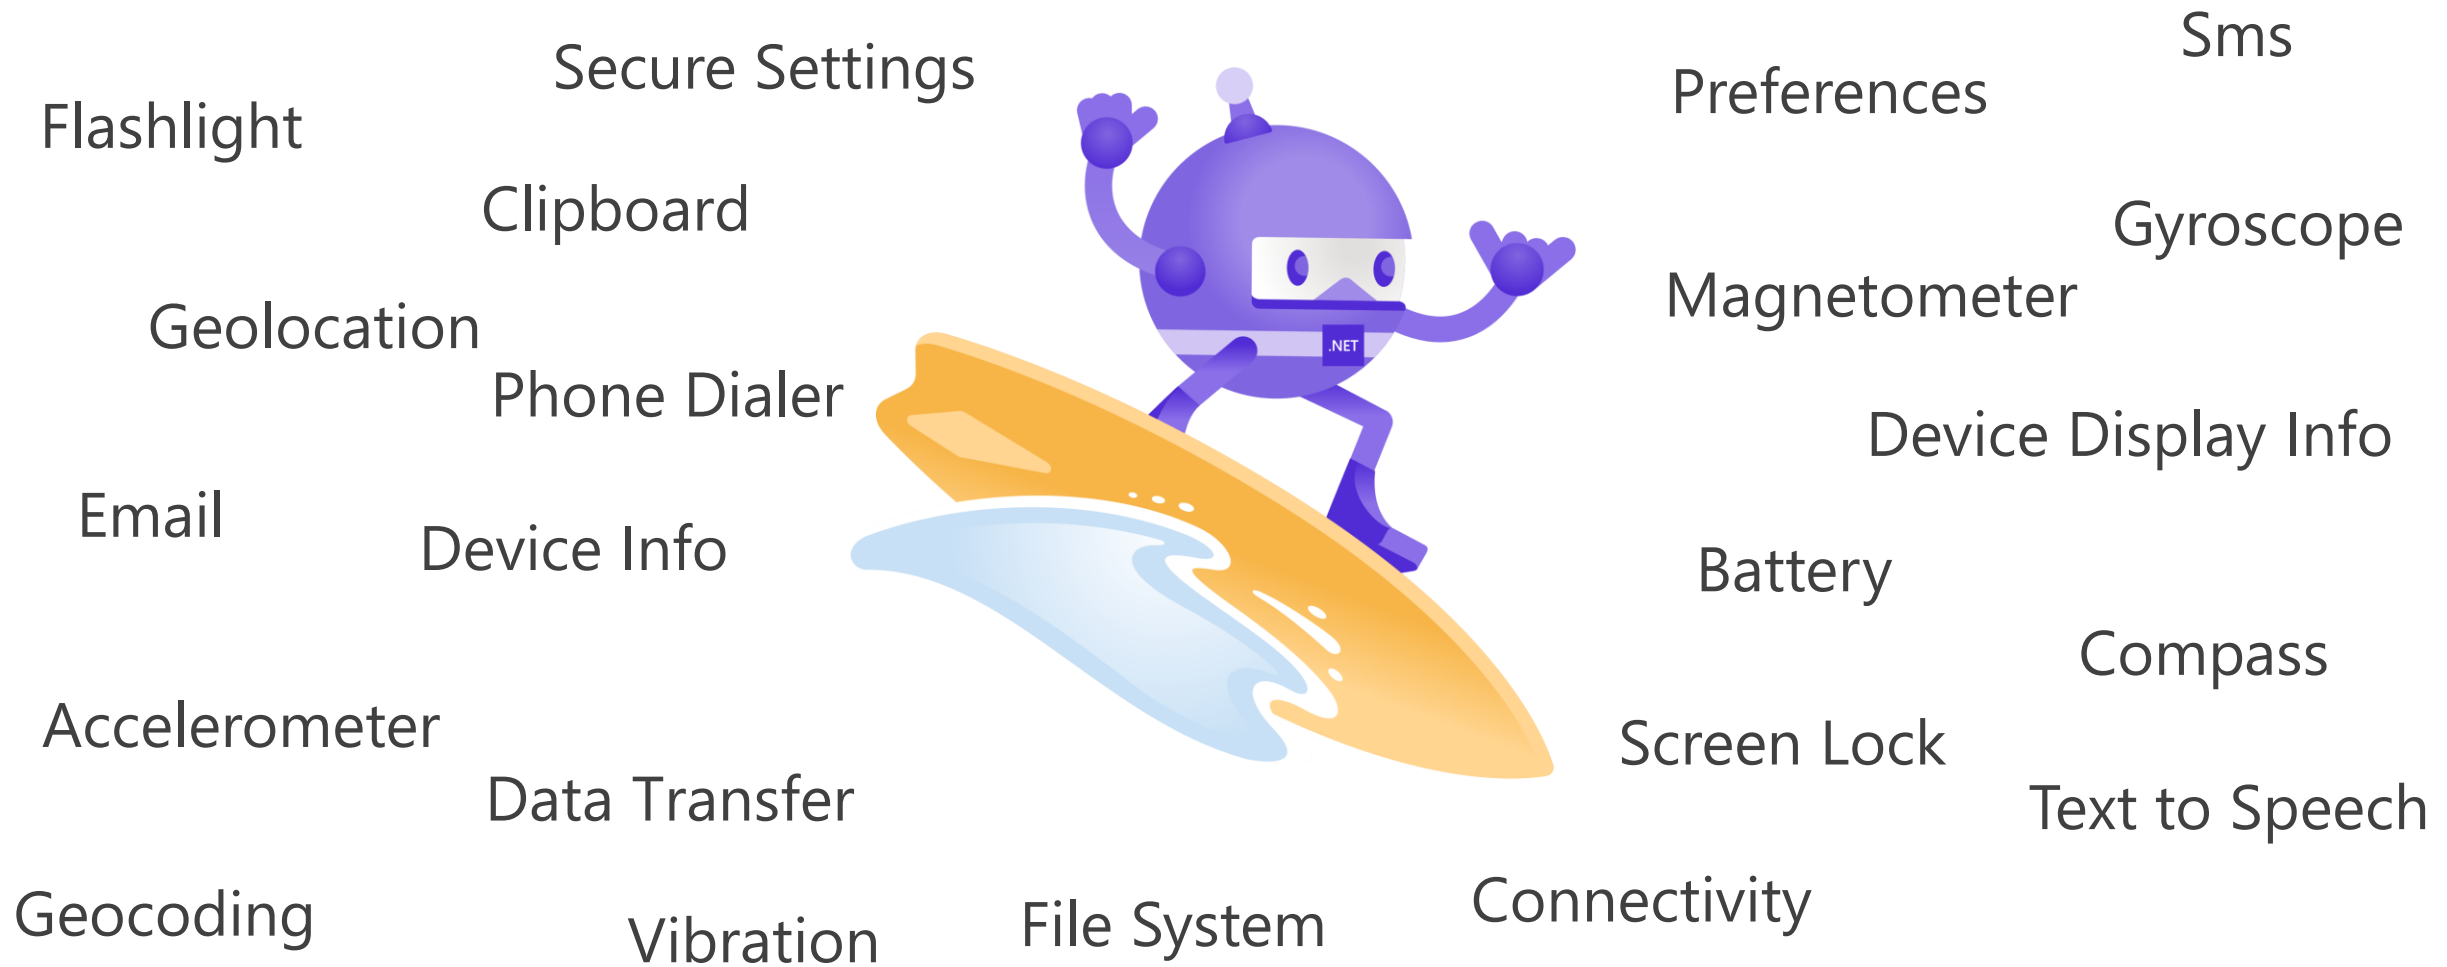 Sms
Secure Settings
Preferences
Flashlight
Clipboard
Gyroscope
Magnetometer
Geolocation
.NET
Phone Dialer
Device Display Info
Email
Device Info
Battery
Compass
Accelerometer
Screen Lock
Data Transfer
Text to Speech
Geocoding
Connectivity
File System
Vibration